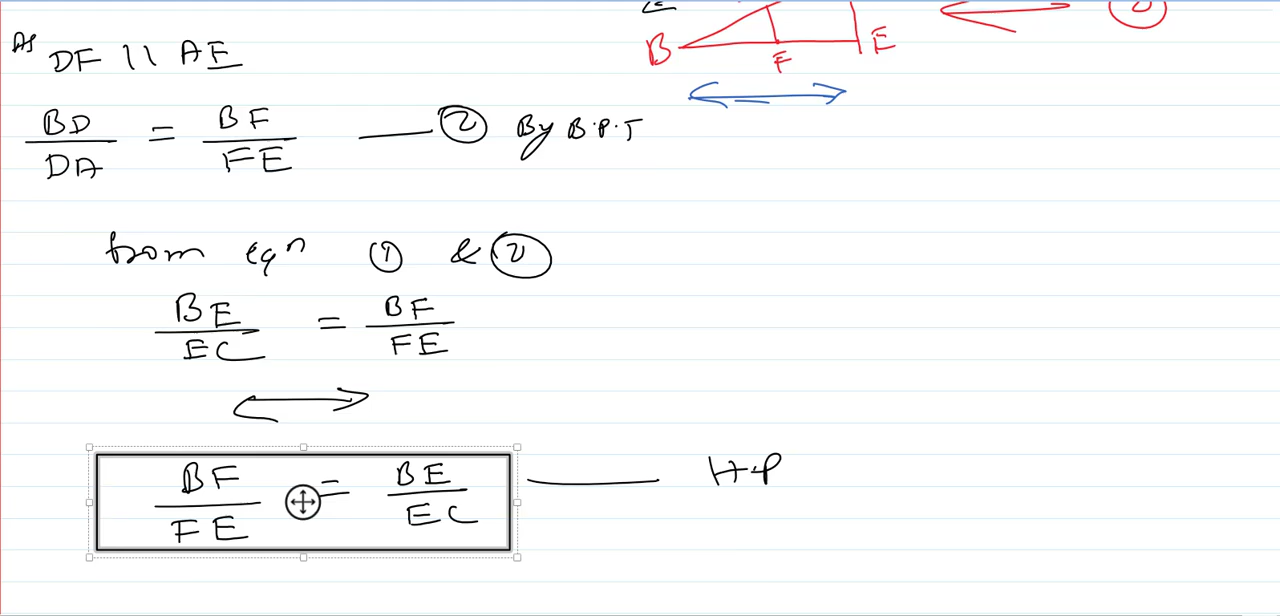 B F E 1
As DF || AE
BD/DA = BF/FE — 2 By B.P.T
from eqn 1 & 2
BE/EC = BF/FE
BF/FE = BE/EC — H.P